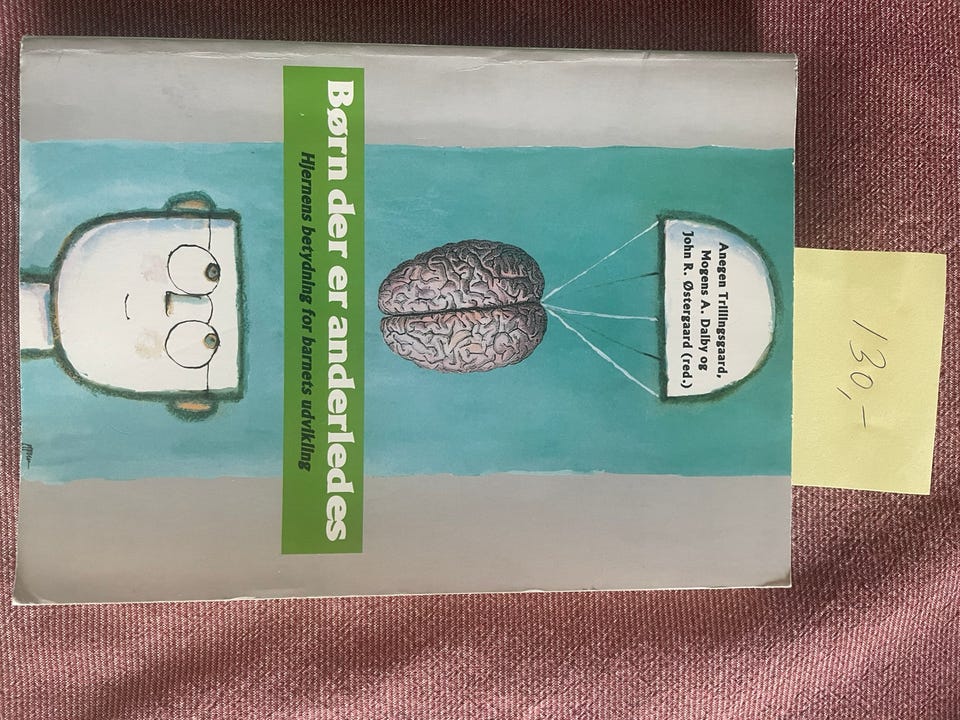 130,-
Anegen Trillingsgaard,
Mogens A. Dalby og
John R. Østergaard (red.)
Børn der er anderledes
Hjernens betydning for barnets udvikling